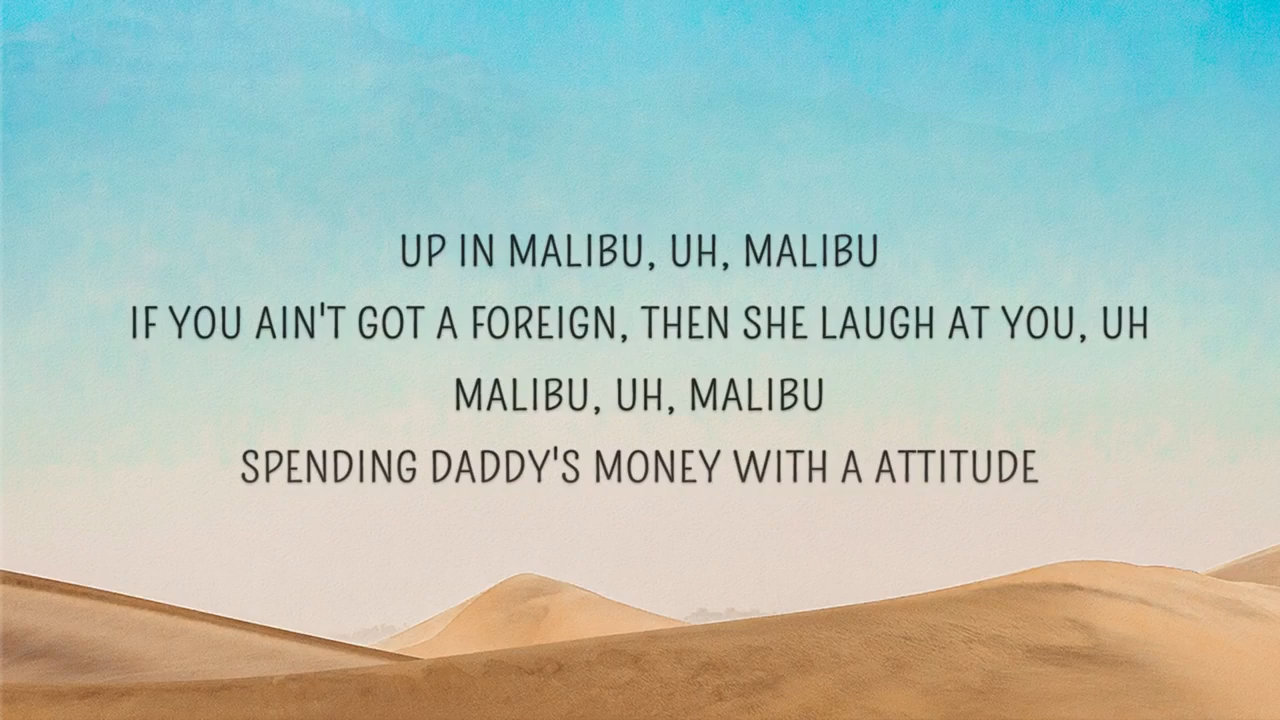 UP IN MALIBU, UH, MALIBU
IF YOU AIN'T GOT A FOREIGN, THEN SHE LAUGH AT YOU, UH
MALIBU, UH, MALIBU
SPENDING DADDY'S MONEY WITH A ATTITUDE